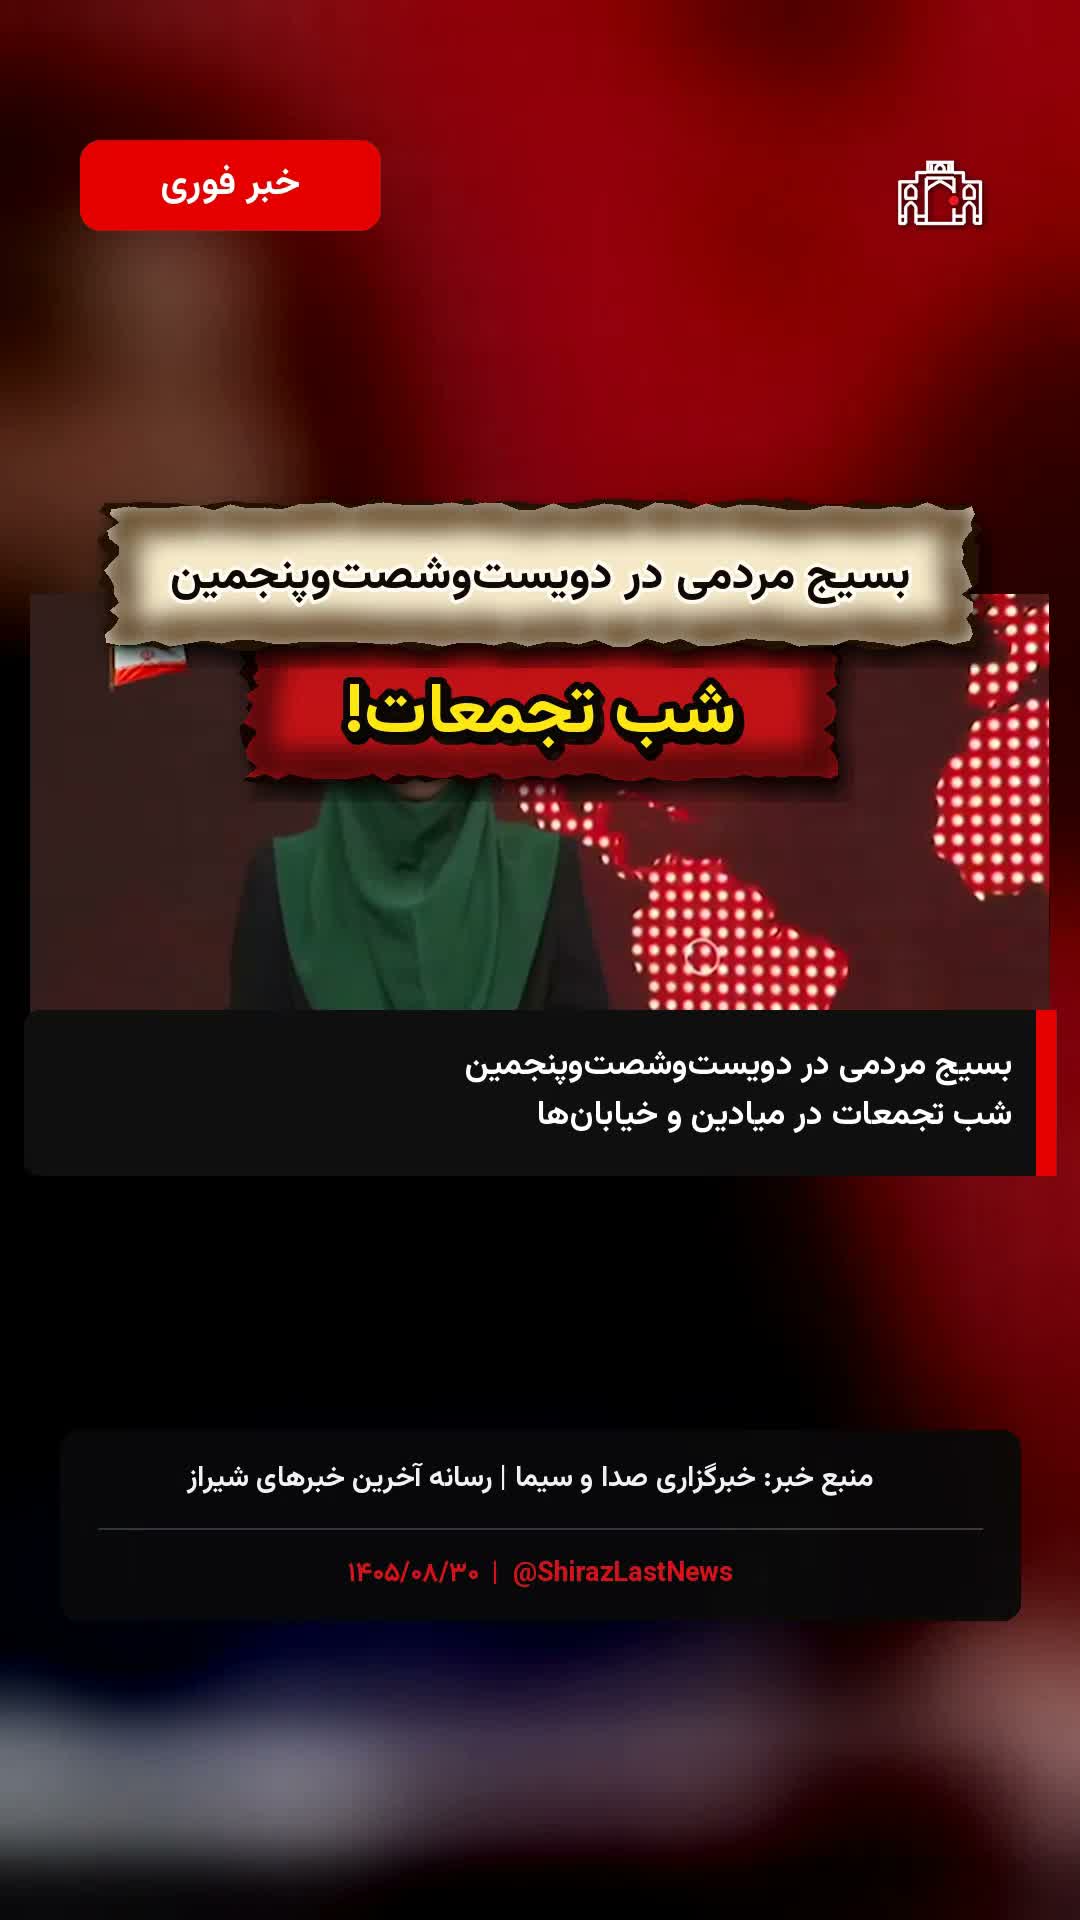 خبر فوری
بسیج مردمی در دویست‌وشصت‌وپنجمین
شب تجمعات!
بسیج مردمی در دویست‌وشصت‌وپنجمین
شب تجمعات در میادین و خیابان‌ها
منبع خبر: خبرگزاری صدا و سیما | رسانه آخرین خبرهای شیراز
۱۴۰۵/۰۸/۳۰ | @ShirazLastNews